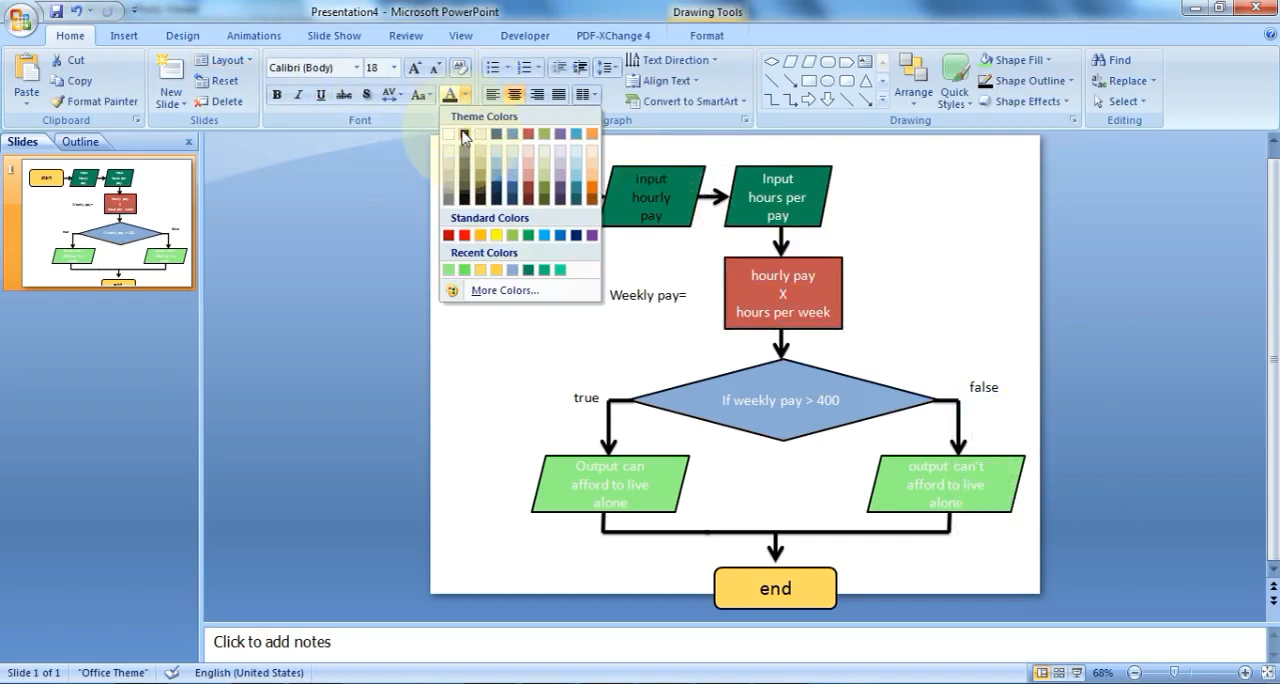 Presentation4 - Microsoft PowerPoint
Drawing Tools
Home Insert Design Animations Slide Show Review View Developer PDF-XChange 4 Format
Paste
Cut
Copy
Format Painter
Clipboard
New
Slide
Layout
Reset
Delete
Slides
Calibri (Body) 18
B I U abc S AV Aa A
Font
Text Direction
Align Text
Convert to SmartArt
graph
Arrange
Quick
Styles
Shape Fill
Shape Outline
Shape Effects
Drawing
Find
Replace
Select
Editing
Slides Outline
1
Theme Colors
Standard Colors
Recent Colors
More Colors...
input
hourly
pay
Input
hours per
pay
Weekly pay=
hourly pay
X
hours per week
true
If weekly pay > 400
false
Output can
afford to live
alone
output can't
afford to live
alone
end
Click to add notes
Slide 1 of 1 "Office Theme" English (United States) 68%